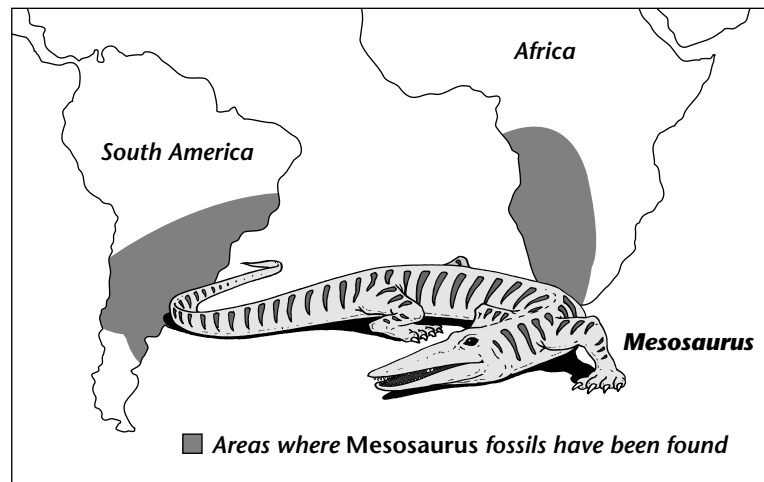 Africa
South America
Mesosaurus
Areas where Mesosaurus fossils have been found